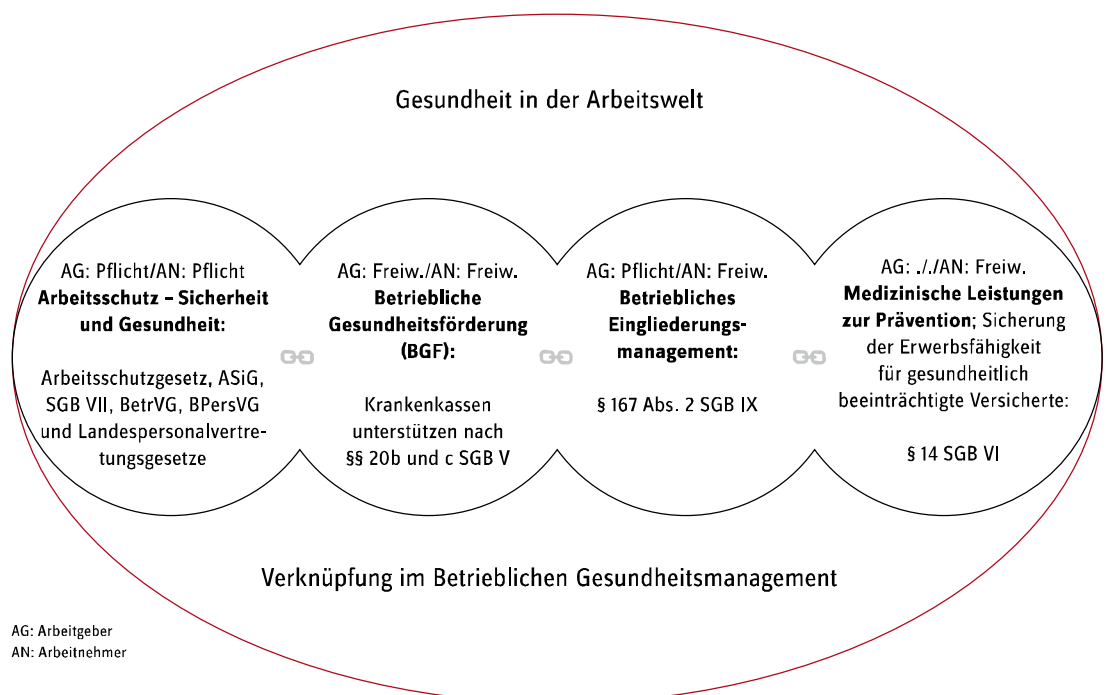 Gesundheit in der Arbeitswelt
AG: Pflicht/AN: Pflicht
Arbeitsschutz – Sicherheit
und Gesundheit:
Arbeitsschutzgesetz, ASiG,
SGB VII, BetrVG, BPersVG
und Landespersonalvertre-
tungsgesetze
AG: Freiw./AN: Freiw.
Betriebliche
Gesundheitsförderung
(BGF):
Krankenkassen
unterstützen nach
§§ 20b und c SGB V
AG: Pflicht/AN: Freiw.
Betriebliches
Eingliederungs-
management:
§ 167 Abs. 2 SGB IX
AG: ././AN: Freiw.
Medizinische Leistungen
zur Prävention; Sicherung
der Erwerbsfähigkeit
für gesundheitlich
beeinträchtigte Versicherte:
§ 14 SGB VI
Verknüpfung im Betrieblichen Gesundheitsmanagement
AG: Arbeitgeber
AN: Arbeitnehmer